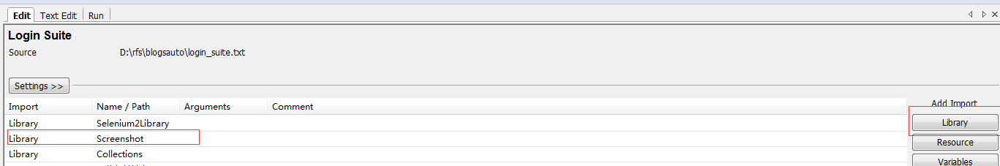 Edit Text Edit Run
Login Suite
Source D:\rfs\blogsauto\login_suite.txt
Settings >>
Import Name / Path Arguments Comment Add Import
Library Selenium2Library Library
Library Screenshot Resource
Library Collections Variables